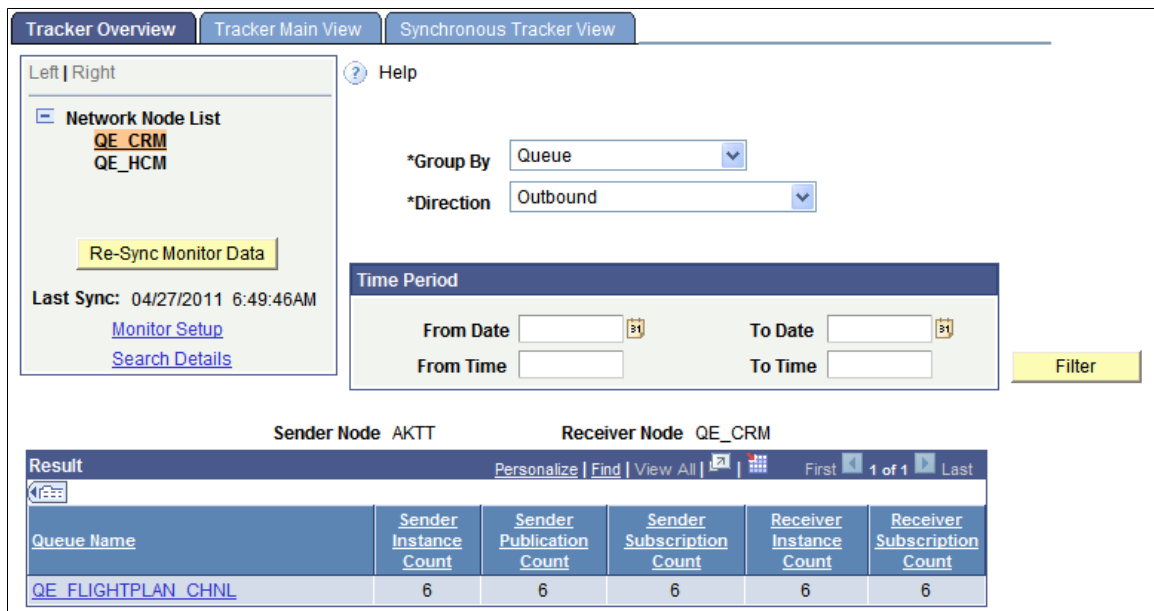 Tracker Overview Tracker Main View Synchronous Tracker View
Left | Right
Help
Network Node List
QE_CRM
QE_HCM
*Group By Queue
*Direction Outbound
Re-Sync Monitor Data
Last Sync: 04/27/2011 6:49:46AM
Monitor Setup
Search Details
Time Period
From Date 31 To Date 31
From Time To Time
Filter
Sender Node AKTT Receiver Node QE_CRM
Result Personalize | Find | View All | | First 1 of 1 Last
Queue Name
Sender Instance Count
Sender Publication Count
Sender Subscription Count
Receiver Instance Count
Receiver Subscription Count
QE_FLIGHTPLAN_CHNL 6 6 6 6 6